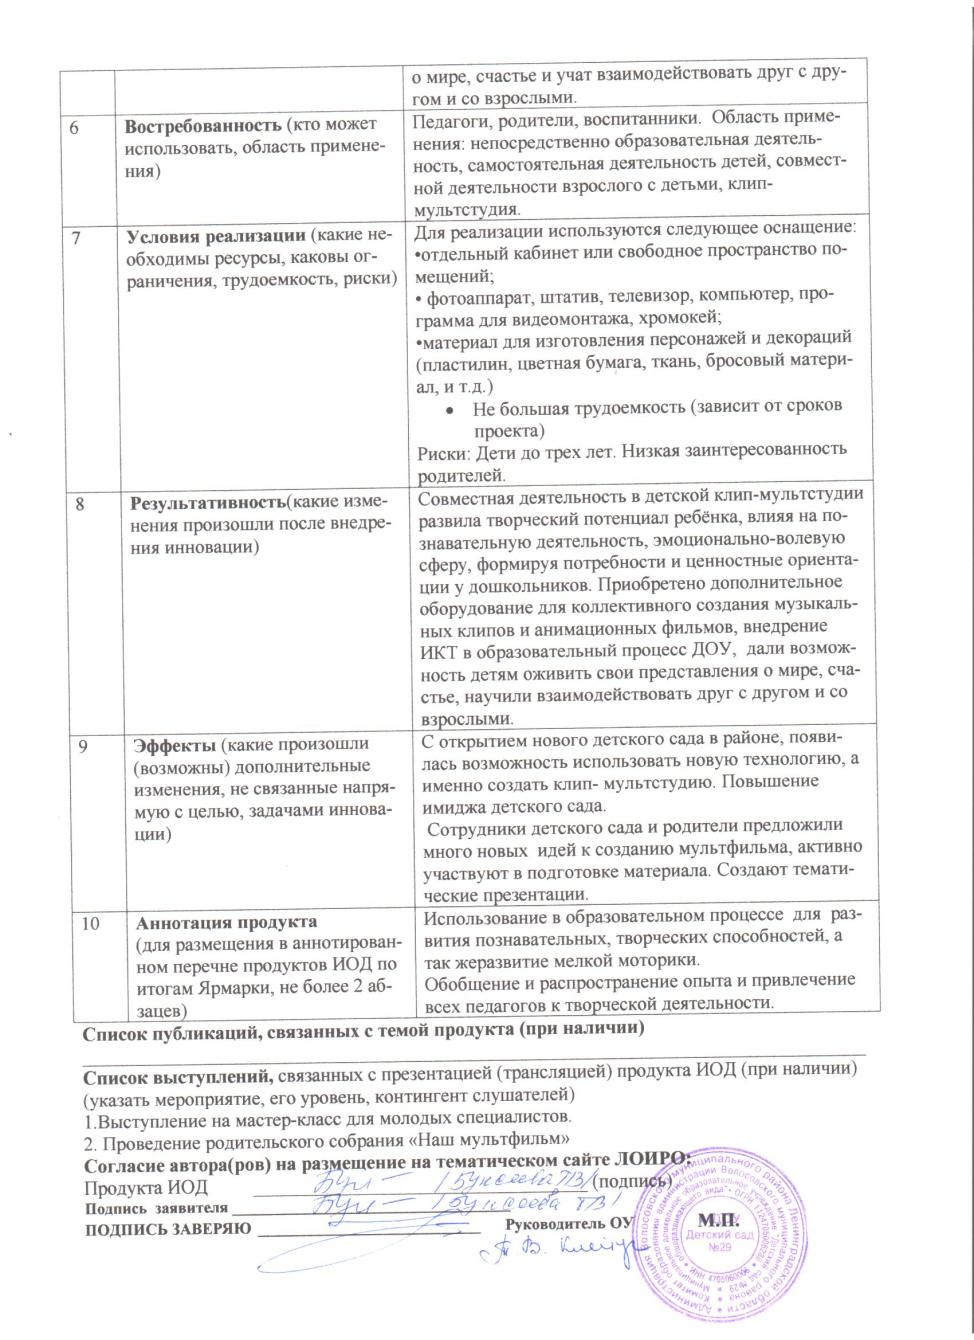 о мире, счастье и учат взаимодействовать друг с дру-
гом и со взрослыми.
6
Востребованность (кто может
использовать, область примене-
ния)
Педагоги, родители, воспитанники. Область приме-
нения: непосредственно образовательная деятель-
ность, самостоятельная деятельность детей, совмест-
ной деятельности взрослого с детьми, клип-
мультстудия.
7
Условия реализации (какие не-
обходимы ресурсы, каковы ог-
раничения, трудоемкость, риски)
Для реализации используются следующее оснащение:
•отдельный кабинет или свободное пространство по-
мещений;
• фотоаппарат, штатив, телевизор, компьютер, про-
грамма для видеомонтажа, хромокей;
•материал для изготовления персонажей и декораций
(пластилин, цветная бумага, ткань, бросовый матери-
ал, и т.д.)
• Не большая трудоемкость (зависит от сроков
проекта)
Риски: Дети до трех лет. Низкая заинтересованность
родителей.
8
Результативность(какие изме-
нения произошли после внедре-
ния инновации)
Совместная деятельность в детской клип-мультстудии
развила творческий потенциал ребёнка, влияя на по-
знавательную деятельность, эмоционально-волевую
сферу, формируя потребности и ценностные ориента-
ции у дошкольников. Приобретено дополнительное
оборудование для коллективного создания музыкаль-
ных клипов и анимационных фильмов, внедрение
ИКТ в образовательный процесс ДОУ, дали возмож-
ность детям оживить свои представления о мире, сча-
стье, научили взаимодействовать друг с другом и со
взрослыми.
9
Эффекты (какие произошли
(возможны) дополнительные
изменения, не связанные напря-
мую с целью, задачами иннова-
ции)
С открытием нового детского сада в районе, появи-
лась возможность использовать новую технологию, а
именно создать клип- мультстудию. Повышение
имиджа детского сада.
Сотрудники детского сада и родители предложили
много новых идей к созданию мультфильма, активно
участвуют в подготовке материала. Создают темати-
ческие презентации.
10
Аннотация продукта
(для размещения в аннотирован-
ном перечне продуктов ИОД по
итогам Ярмарки, не более 2 аб-
зацев)
Использование в образовательном процессе для раз-
вития познавательных, творческих способностей, а
так жеразвитие мелкой моторики.
Обобщение и распространение опыта и привлечение
всех педагогов к творческой деятельности.
Список публикаций, связанных с темой продукта (при наличии)
Список выступлений, связанных с презентацией (трансляцией) продукта ИОД (при наличии)
(указать мероприятие, его уровень, контингент слушателей)
1.Выступление на мастер-класс для молодых специалистов.
2. Проведение родительского собрания «Наш мультфильм»
Согласие автора(ров) на размещение на тематическом сайте ЛОИРО:
Продукта ИОД (подпись)
Подпись заявителя
ПОДПИСЬ ЗАВЕРЯЮ Руководитель ОУ М.П.
Детский сад
№29